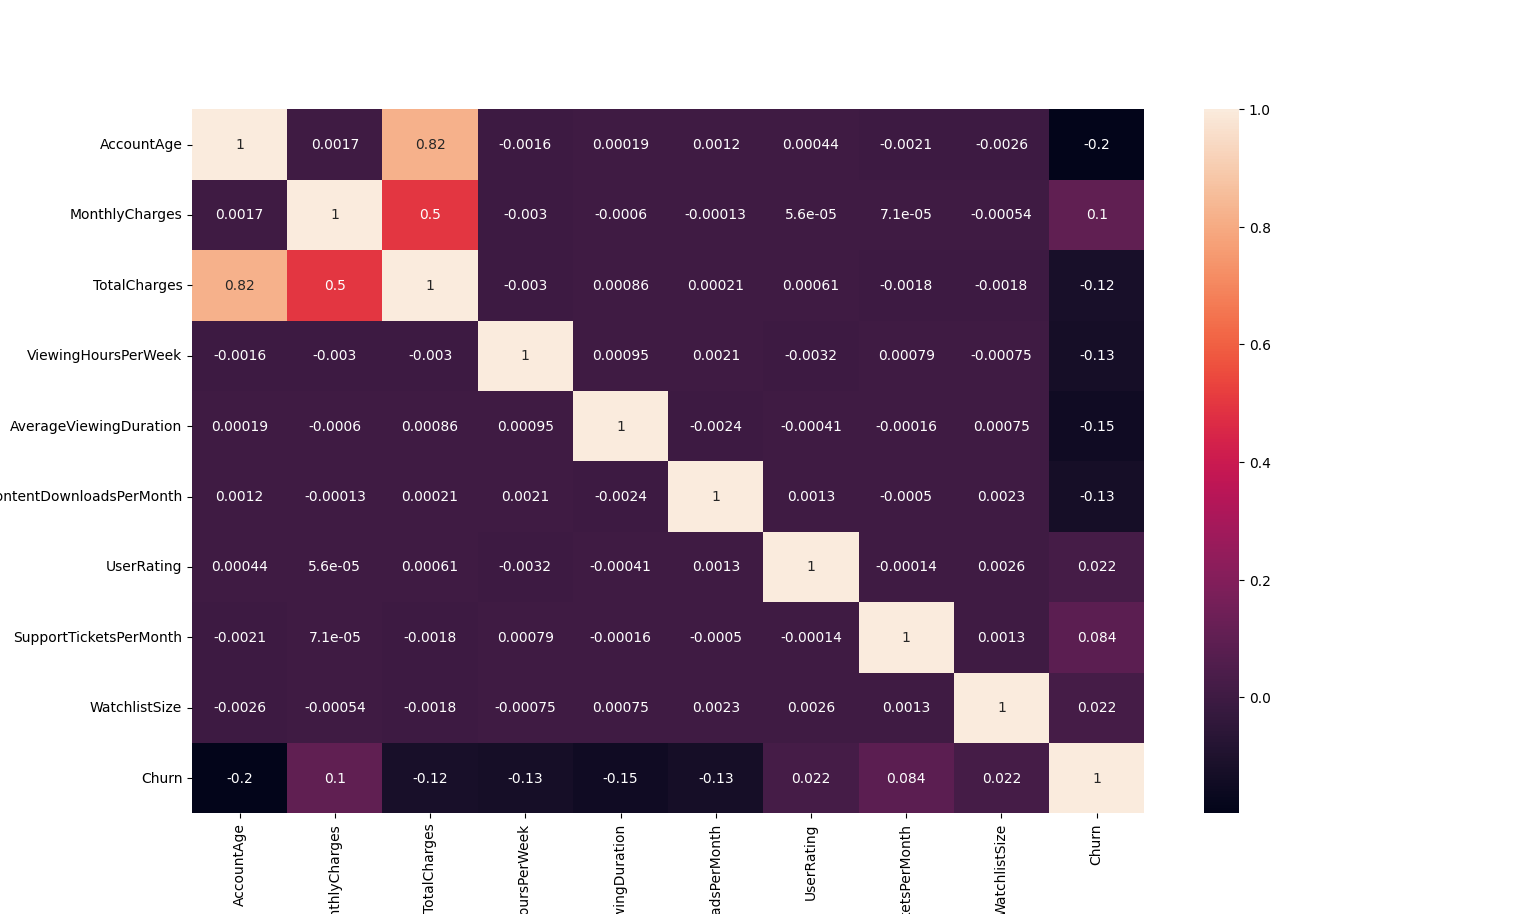 AccountAge 1 0.0017 0.82 -0.0016 0.00019 0.0012 0.00044 -0.0021 -0.0026 -0.2
MonthlyCharges 0.0017 1 0.5 -0.003 -0.0006 -0.00013 5.6e-05 7.1e-05 -0.00054 0.1
TotalCharges 0.82 0.5 1 -0.003 0.00086 0.00021 0.00061 -0.0018 -0.0018 -0.12
ViewingHoursPerWeek -0.0016 -0.003 -0.003 1 0.00095 0.0021 -0.0032 0.00079 -0.00075 -0.13
AverageViewingDuration 0.00019 -0.0006 0.00086 0.00095 1 -0.0024 -0.00041 -0.00016 0.00075 -0.15
ontentDownloadsPerMonth 0.0012 -0.00013 0.00021 0.0021 -0.0024 1 0.0013 -0.0005 0.0023 -0.13
UserRating 0.00044 5.6e-05 0.00061 -0.0032 -0.00041 0.0013 1 -0.00014 0.0026 0.022
SupportTicketsPerMonth -0.0021 7.1e-05 -0.0018 0.00079 -0.00016 -0.0005 -0.00014 1 0.0013 0.084
WatchlistSize -0.0026 -0.00054 -0.0018 -0.00075 0.00075 0.0023 0.0026 0.0013 1 0.022
Churn -0.2 0.1 -0.12 -0.13 -0.15 -0.13 0.022 0.084 0.022 1
AccountAge
nthlyCharges
TotalCharges
oursPerWeek
wingDuration
adsPerMonth
UserRating
ketsPerMonth
WatchlistSize
Churn
1.0
0.8
0.6
0.4
0.2
0.0